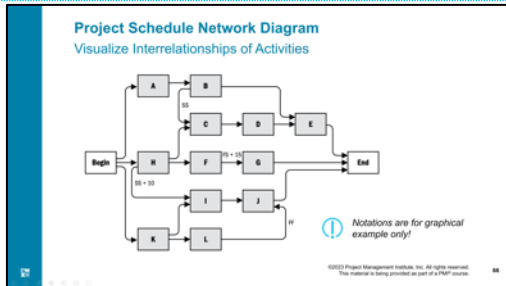 Project Schedule Network Diagram
Visualize Interrelationships of Activities
A
B
SS
C
D
E
Begin
H
F
FS + 15
G
End
SS + 10
I
J
FF
K
L
Notations are for graphical
example only!
©2023 Project Management Institute, Inc. All rights reserved.
This material is being provided as part of a PMI® course.
66